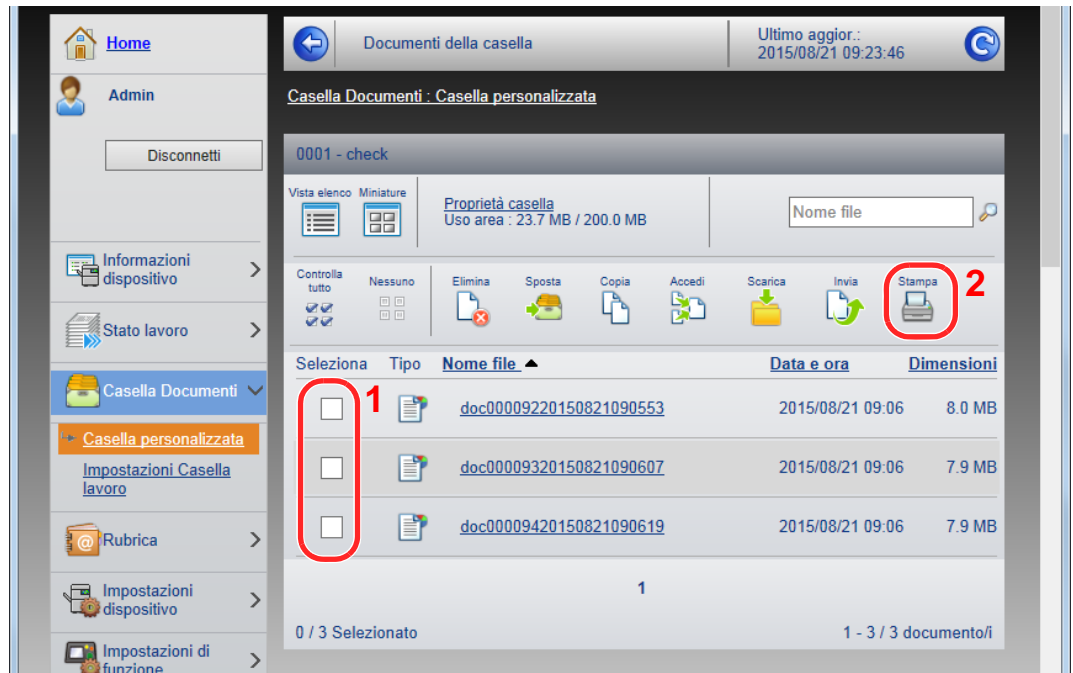 Home
Admin
Disconnetti
Informazioni
dispositivo
Stato lavoro
Casella Documenti
Casella personalizzata
Impostazioni Casella
lavoro
Rubrica
Impostazioni
dispositivo
Impostazioni di
funzione
Documenti della casella
Ultimo aggior.:
2015/08/21 09:23:46
Casella Documenti : Casella personalizzata
0001 - check
Vista elenco Miniature
Proprietà casella
Uso area : 23.7 MB / 200.0 MB
Nome file
Controlla
tutto
Nessuno Elimina Sposta Copia Accedi Scarica Invia Stampa
2
Seleziona Tipo Nome file Data e ora Dimensioni
1
doc00009220150821090553 2015/08/21 09:06 8.0 MB
doc00009320150821090607 2015/08/21 09:06 7.9 MB
doc00009420150821090619 2015/08/21 09:06 7.9 MB
1
0 / 3 Selezionato 1 - 3 / 3 documento/i